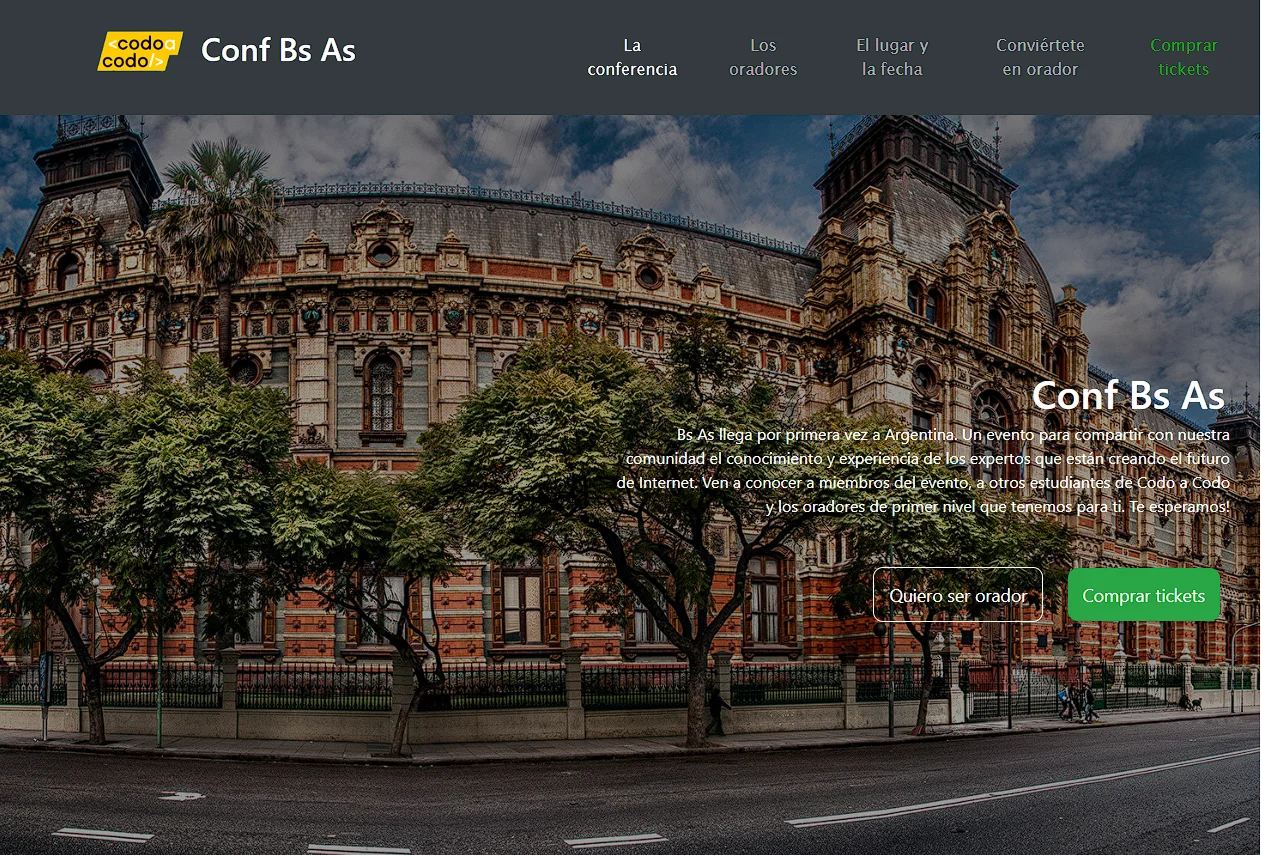 <codoa
codo/>
Conf Bs As
La
conferencia
Los
oradores
El lugar y
la fecha
Conviértete
en orador
Comprar
tickets
Conf Bs As
Bs As llega por primera vez a Argentina. Un evento para compartir con nuestra
comunidad el conocimiento y experiencia de los expertos que están creando el futuro
de Internet. Ven a conocer a miembros del evento, a otros estudiantes de Codo a Codo
y los oradores de primer nivel que tenemos para ti. Te esperamos!
Quiero ser orador
Comprar tickets